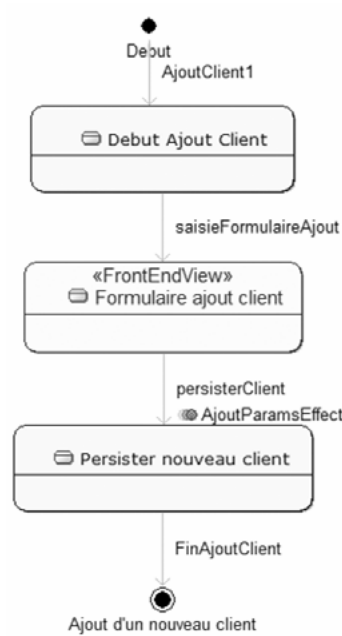 Debut
AjoutClient1
Debut Ajout Client
saisieFormulaireAjout
«FrontEndView»
Formulaire ajout client
persisterClient
AjoutParamsEffect
Persister nouveau client
FinAjoutClient
Ajout d'un nouveau client